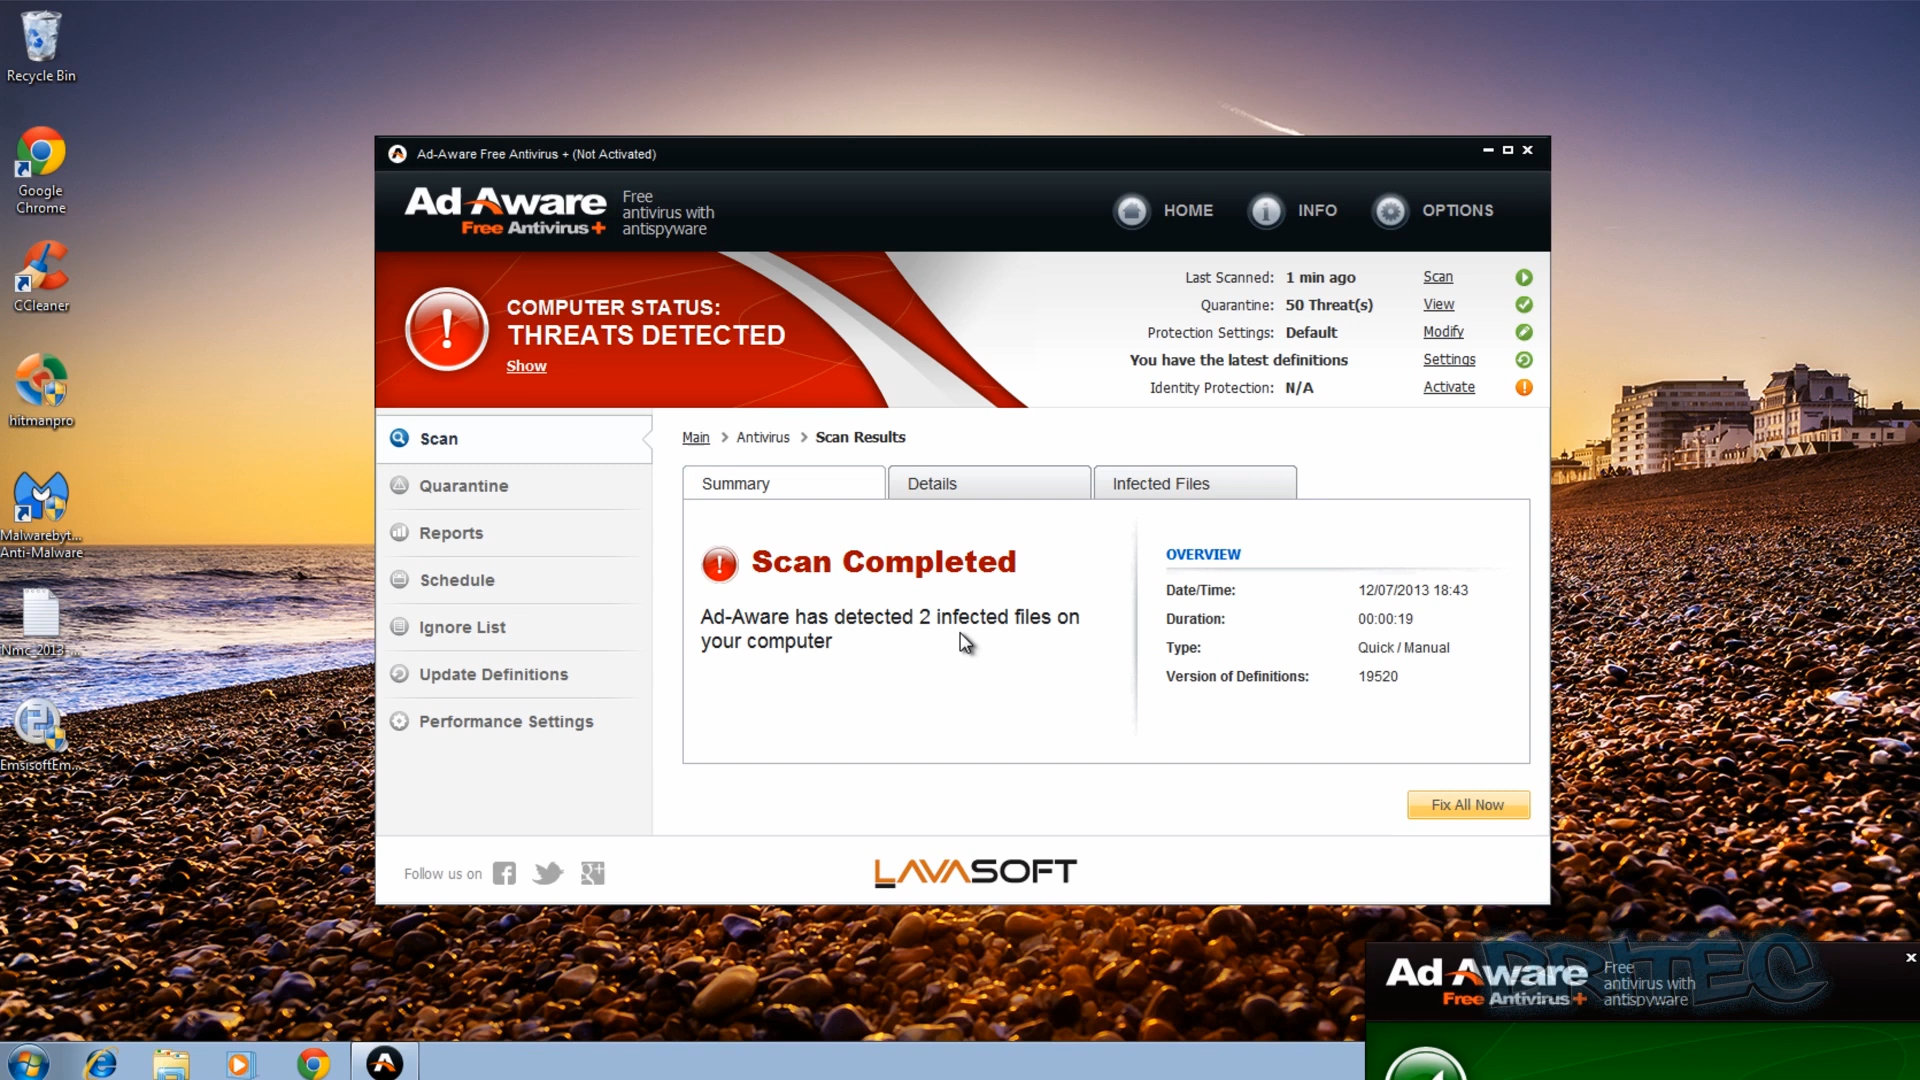 Recycle Bin
Google
Chrome
CCleaner
hitmanpro
Malwarebyt...
Anti-Malware
Nmc_2013-...
EmsisoftEm...
Ad-Aware Free Antivirus + (Not Activated)
Ad-Aware
Free Antivirus+
Free
antivirus with
antispyware
HOME
INFO
OPTIONS
COMPUTER STATUS:
THREATS DETECTED
Show
Last Scanned: 1 min ago Scan
Quarantine: 50 Threat(s) View
Protection Settings: Default Modify
You have the latest definitions Settings
Identity Protection: N/A Activate
Scan
Quarantine
Reports
Schedule
Ignore List
Update Definitions
Performance Settings
Main > Antivirus > Scan Results
Summary
Details
Infected Files
Scan Completed
Ad-Aware has detected 2 infected files on
your computer
OVERVIEW
Date/Time: 12/07/2013 18:43
Duration: 00:00:19
Type: Quick / Manual
Version of Definitions: 19520
Fix All Now
Follow us on
LAVASOFT
Ad-Aware
Free Antivirus+
Free
antivirus with
antispyware
BRITEC